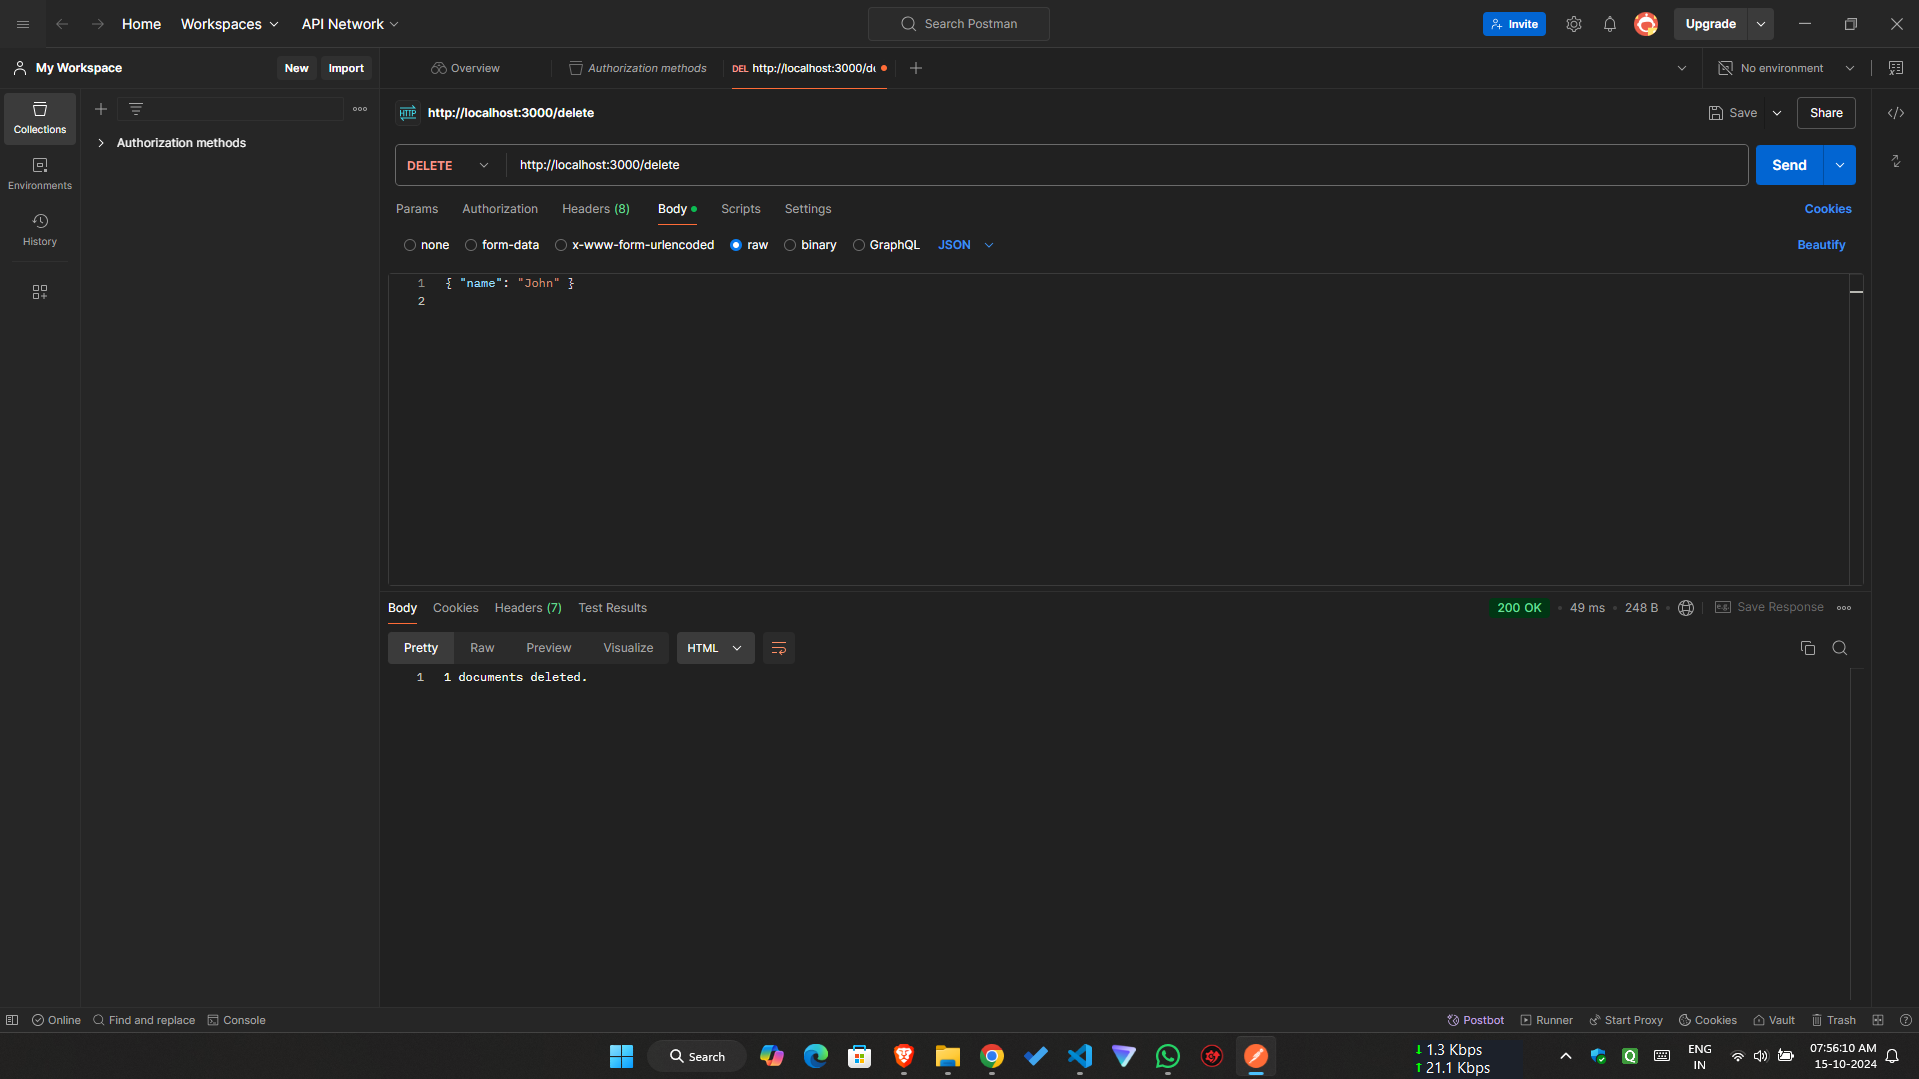 Home Workspaces API Network Search Postman Invite Upgrade
My Workspace New Import Overview Authorization methods DEL http://localhost:3000/de No environment
Collections
Environments
History
Authorization methods
HTTP http://localhost:3000/delete Save Share
DELETE http://localhost:3000/delete Send
Params Authorization Headers (8) Body Scripts Settings Cookies
none form-data x-www-form-urlencoded raw binary GraphQL JSON Beautify
1 { "name": "John" }
2
Body Cookies Headers (7) Test Results 200 OK 49 ms 248 B Save Response
Pretty Raw Preview Visualize HTML
1 1 documents deleted.
Online Find and replace Console Postbot Runner Start Proxy Cookies Vault Trash
Search
1.3 Kbps
21.1 Kbps
ENG
IN
07:56:10 AM
15-10-2024